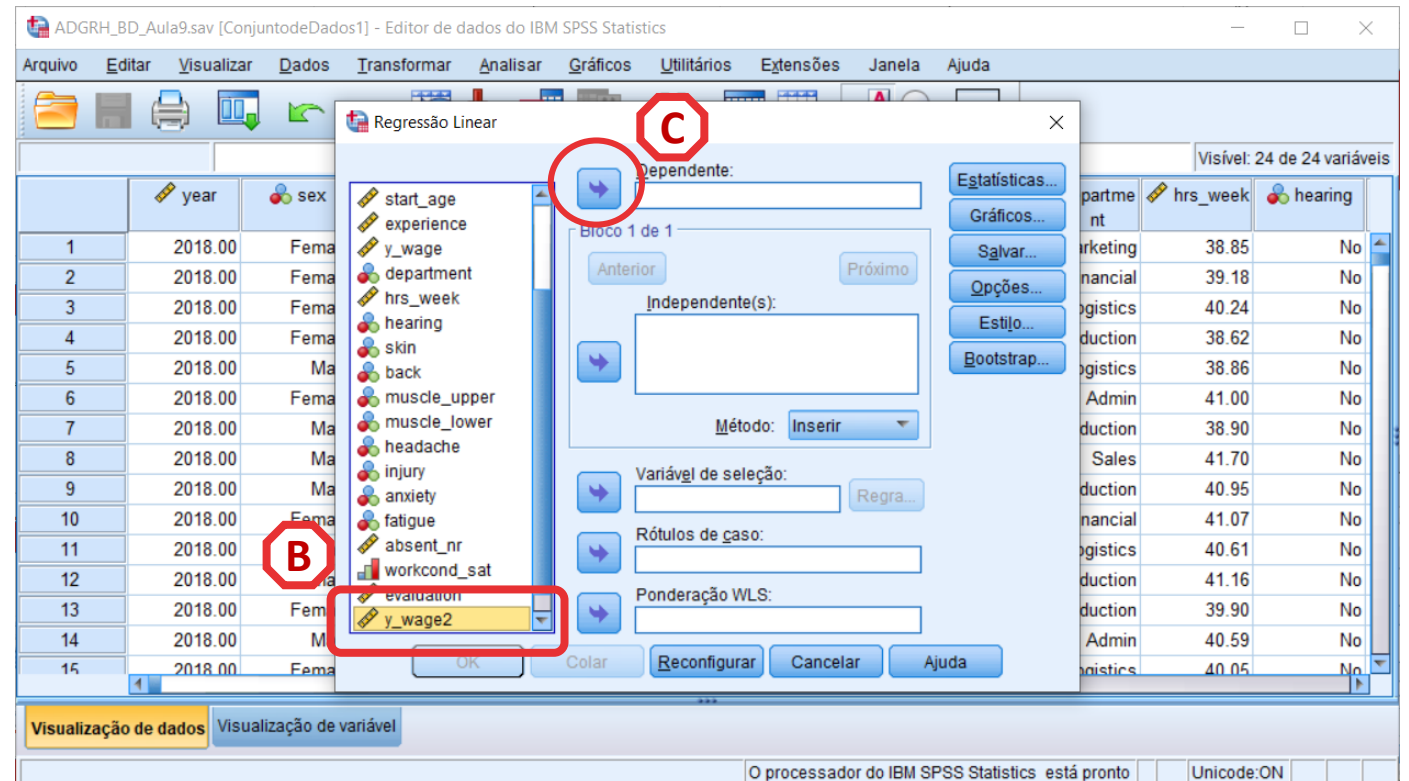 ADGRH_BD_Aula9.sav [ConjuntodeDados1] - Editor de dados do IBM SPSS Statistics
Arquivo Editar Visualizar Dados Transformar Analisar Gráficos Utilitários Extensões Janela Ajuda
Regressão Linear
C
Visível: 24 de 24 variáveis
year sex partme nt hrs_week hearing
1 2018.00 Fema rketing 38.85 No
2 2018.00 Fema nancial 39.18 No
3 2018.00 Fema ogistics 40.24 No
4 2018.00 Fema duction 38.62 No
5 2018.00 Ma ogistics 38.86 No
6 2018.00 Fema Admin 41.00 No
7 2018.00 Ma duction 38.90 No
8 2018.00 Ma Sales 41.70 No
9 2018.00 Ma duction 40.95 No
10 2018.00 Fema nancial 41.07 No
11 2018.00 ogistics 40.61 No
12 2018.00 na duction 41.16 No
13 2018.00 Fem duction 39.90 No
14 2018.00 M Admin 40.59 No
15 2018.00 Fema ogistics 40.05 No
start_age
experience
y_wage
department
hrs_week
hearing
skin
back
muscle_upper
muscle_lower
headache
injury
anxiety
fatigue
absent_nr
workcond_sat
evaluation
y_wage2
B
Dependente:
Bloco 1 de 1
Anterior Próximo
Independente(s):
Método: Inserir
Variável de seleção:
Regra...
Rótulos de caso:
Ponderação WLS:
Estatísticas...
Gráficos...
Salvar...
Opções...
Estilo...
Bootstrap...
OK Colar Reconfigurar Cancelar Ajuda
Visualização de dados Visualização de variável
O processador do IBM SPSS Statistics está pronto Unicode:ON